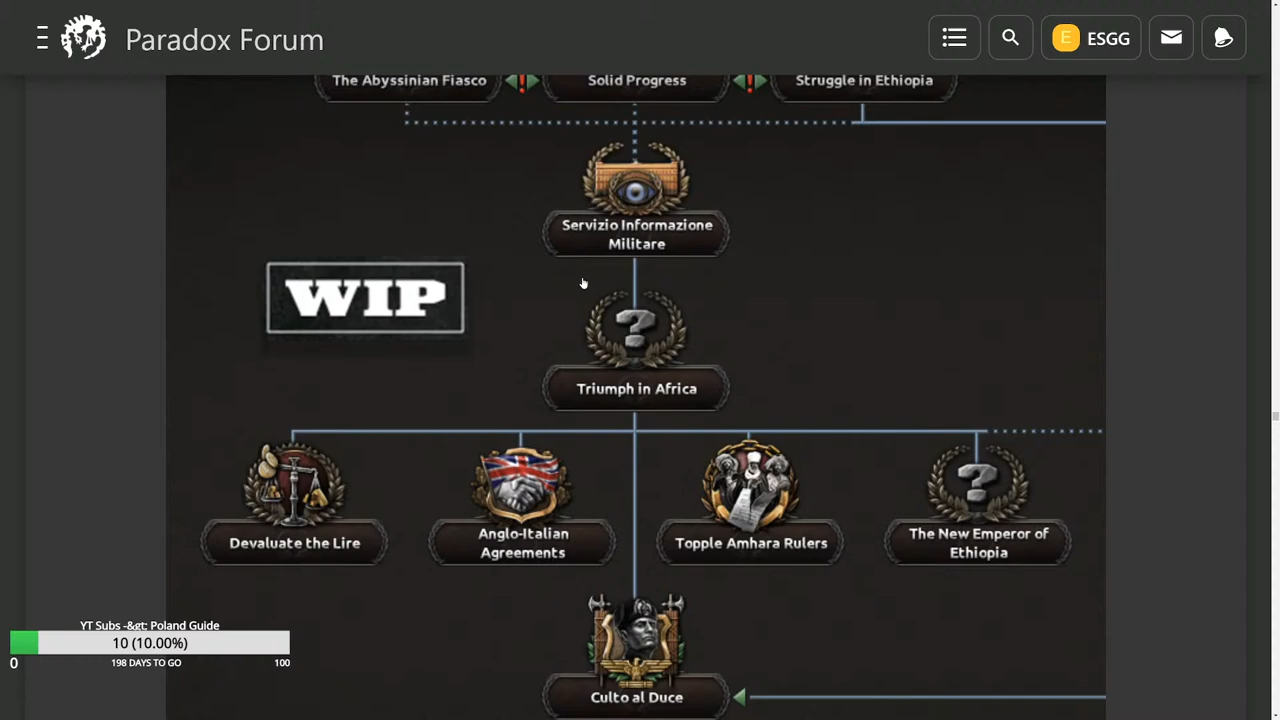 Paradox Forum
E ESGG
The Abyssinian Fiasco
Solid Progress
Struggle in Ethiopia
Servizio Informazione
Militare
WIP
?
Triumph in Africa
?
Devaluate the Lire
Anglo-Italian
Agreements
Topple Amhara Rulers
The New Emperor of
Ethiopia
YT Subs -&gt; Poland Guide
10 (10.00%)
0
198 DAYS TO GO
100
Culto al Duce